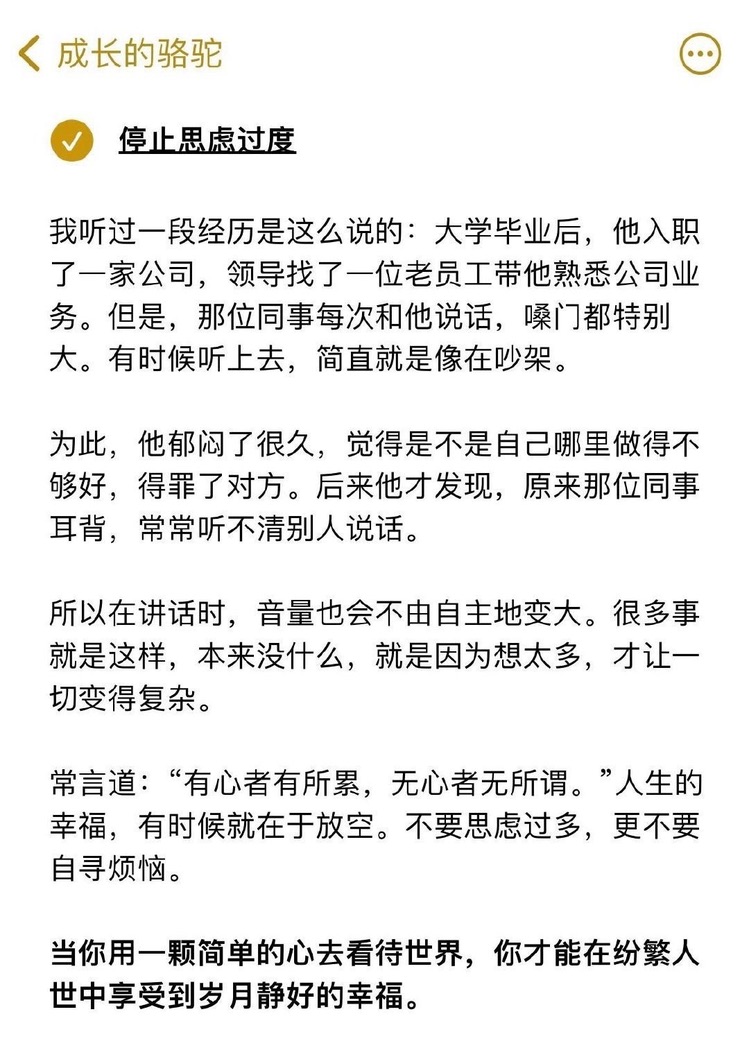 成长的骆驼
停止思虑过度
我听过一段经历是这么说的：大学毕业后，他入职
了一家公司，领导找了一位老员工带他熟悉公司业
务。但是，那位同事每次和他说话，嗓门都特别
大。有时候听上去，简直就是像在吵架。
为此，他郁闷了很久，觉得是不是自己哪里做得不
够好，得罪了对方。后来他才发现，原来那位同事
耳背，常常听不清别人说话。
所以在讲话时，音量也会不由自主地变大。很多事
就是这样，本来没什么，就是因为想太多，才让一
切变得复杂。
常言道：“有心者有所累，无心者无所谓。”人生的
幸福，有时候就在于放空。不要思虑过多，更不要
自寻烦恼。
当你用一颗简单的心去看待世界，你才能在纷繁人
世中享受到岁月静好的幸福。